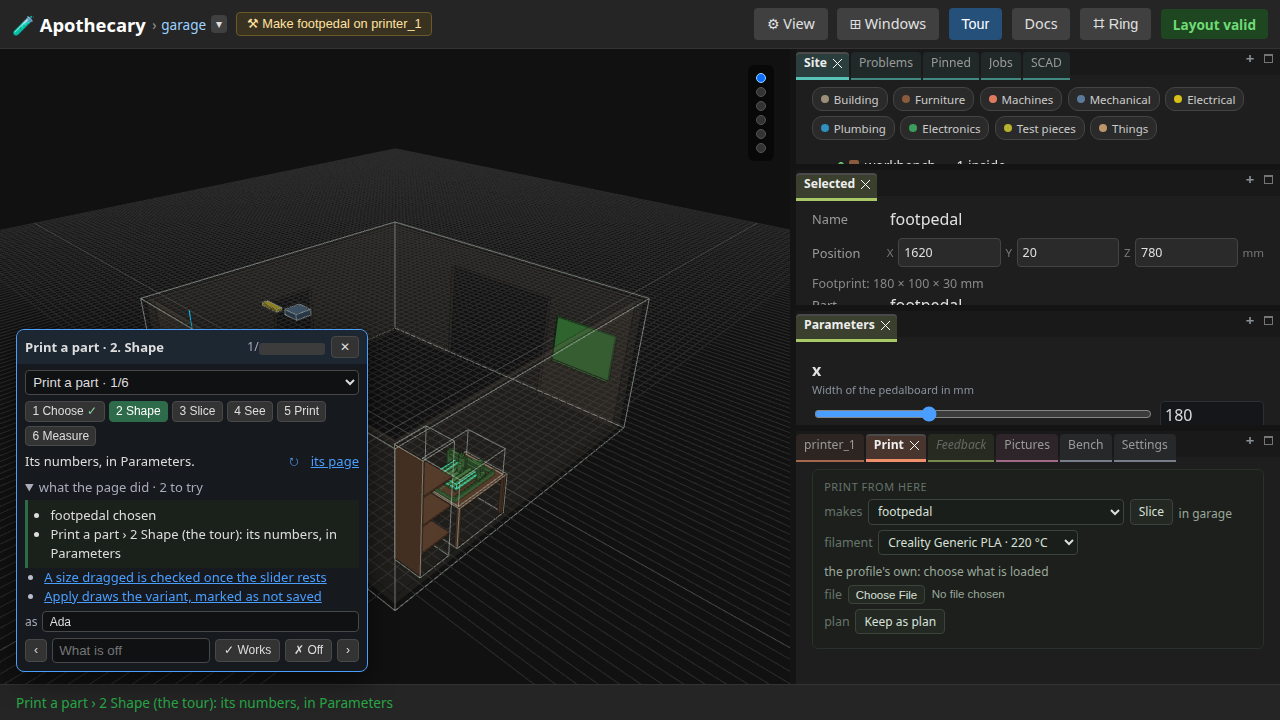 Apothecary › garage ▾ ⚒ Make footpedal on printer_1 ⚙ View ⊞ Windows Tour Docs Ring Layout valid
Site Problems Pinned Jobs SCAD
Building Furniture Machines Mechanical Electrical
Plumbing Electronics Test pieces Things
Selected
Name footpedal
Position X 1620 Y 20 Z 780 mm
Footprint: 180 × 100 × 30 mm
Parameters
x
Width of the pedalboard in mm
180
printer_1 Print Feedback Pictures Bench Settings
PRINT FROM HERE
makes footpedal Slice in garage
filament Creality Generic PLA · 220 °C
the profile's own: choose what is loaded
file Choose File No file chosen
plan Keep as plan
Print a part · 2. Shape 1/ ✕
Print a part · 1/6
1 Choose ✓ 2 Shape 3 Slice 4 See 5 Print
6 Measure
Its numbers, in Parameters. ↻ its page
▼ what the page did · 2 to try
• footpedal chosen
• Print a part › 2 Shape (the tour): its numbers, in
Parameters
• A size dragged is checked once the slider rests
• Apply draws the variant, marked as not saved
as Ada
‹ What is off ✓ Works ✗ Off ›
Print a part › 2 Shape (the tour): its numbers, in Parameters